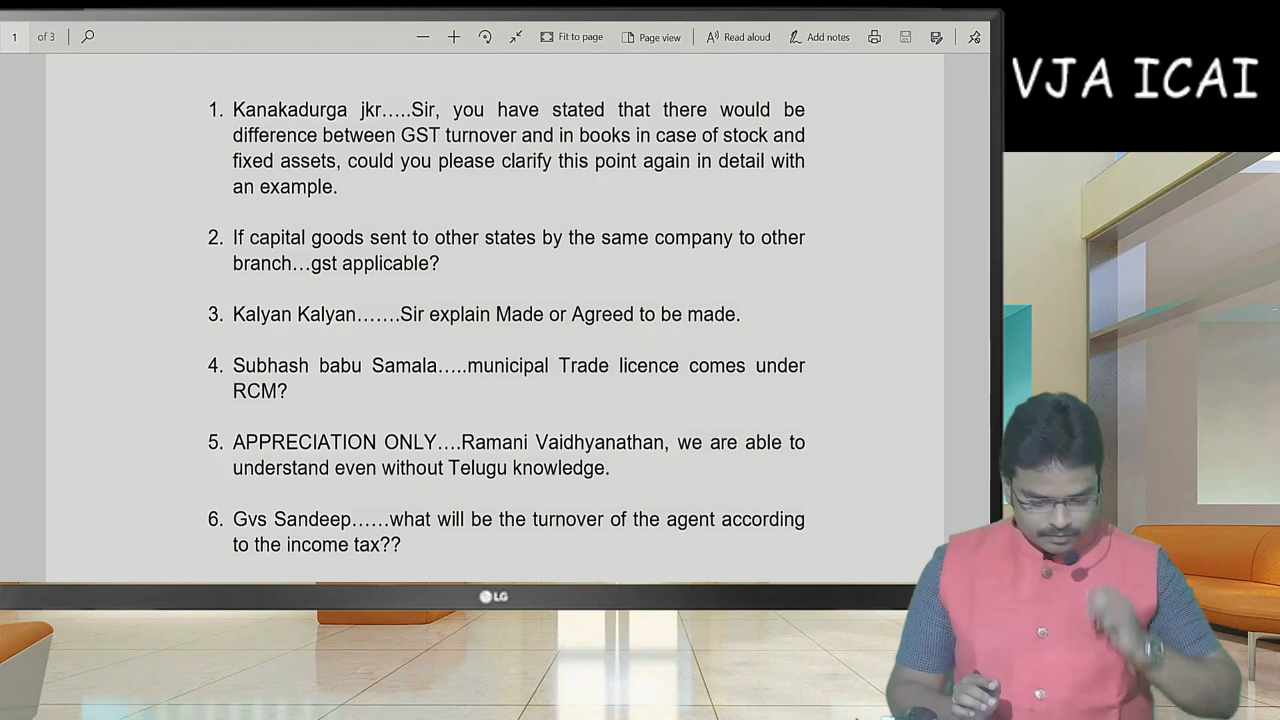 1 of 3 Fit to page Page view Read aloud Add notes
VJA ICAI
1. Kanakadurga jkr…..Sir, you have stated that there would be
difference between GST turnover and in books in case of stock and
fixed assets, could you please clarify this point again in detail with
an example.
2. If capital goods sent to other states by the same company to other
branch…gst applicable?
3. Kalyan Kalyan…….Sir explain Made or Agreed to be made.
4. Subhash babu Samala…..municipal Trade licence comes under
RCM?
5. APPRECIATION ONLY….Ramani Vaidhyanathan, we are able to
understand even without Telugu knowledge.
6. Gvs Sandeep……what will be the turnover of the agent according
to the income tax??
LG